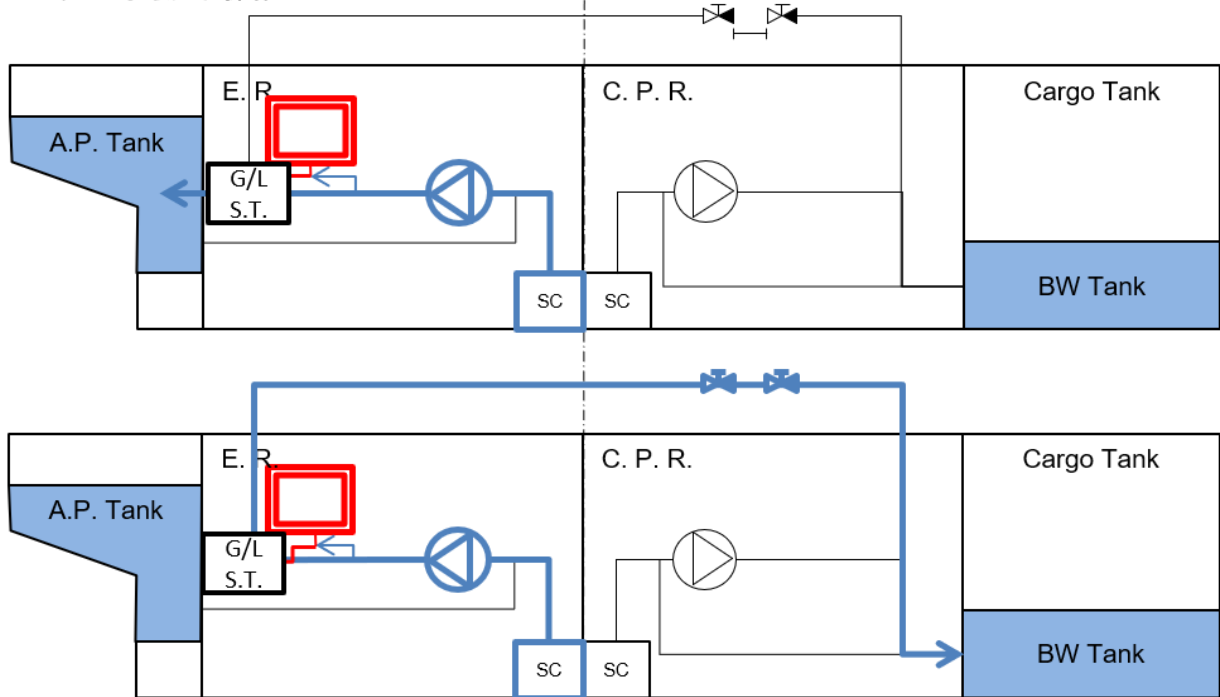 E. R.
C. P. R.
Cargo Tank
A.P. Tank
G/L
S.T.
SC
SC
BW Tank
E. R.
C. P. R.
Cargo Tank
A.P. Tank
G/L
S.T.
SC
SC
BW Tank